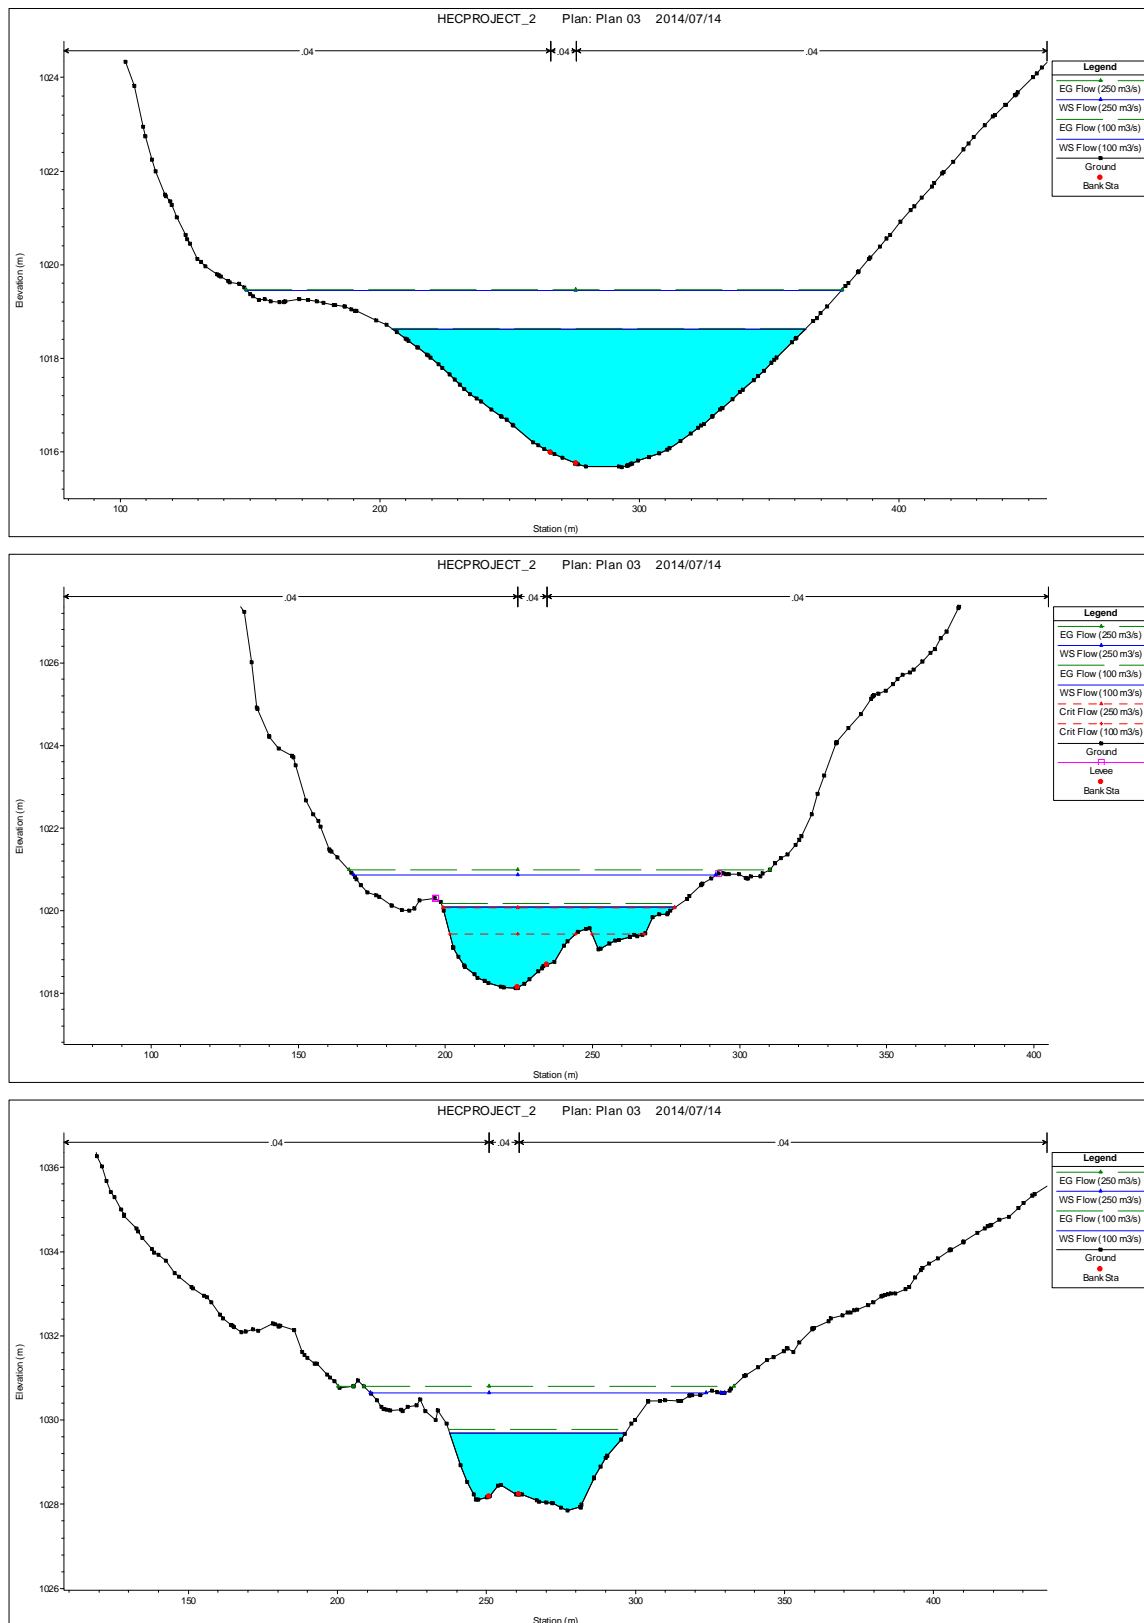 HECPROJECT_2 Plan: Plan 03 2014/07/14
.04 .04 .04
Legend
EG Flow (250 m3/s)
WS Flow (250 m3/s)
EG Flow (100 m3/s)
WS Flow (100 m3/s)
Ground
Bank Sta
1024
1022
1020
1018
1016
Elevation (m)
100 200 300 400
Station (m)
HECPROJECT_2 Plan: Plan 03 2014/07/14
.04 .04 .04
Legend
EG Flow (250 m3/s)
WS Flow (250 m3/s)
EG Flow (100 m3/s)
WS Flow (100 m3/s)
Crit Flow (250 m3/s)
Crit Flow (100 m3/s)
Ground
Levee
Bank Sta
1026
1024
1022
1020
1018
Elevation (m)
100 150 200 250 300 350 400
Station (m)
HECPROJECT_2 Plan: Plan 03 2014/07/14
.04 .04 .04
Legend
EG Flow (250 m3/s)
WS Flow (250 m3/s)
EG Flow (100 m3/s)
WS Flow (100 m3/s)
Ground
Bank Sta
1036
1034
1032
1030
1028
1026
Elevation (m)
150 200 250 300 350 400
Station (m)